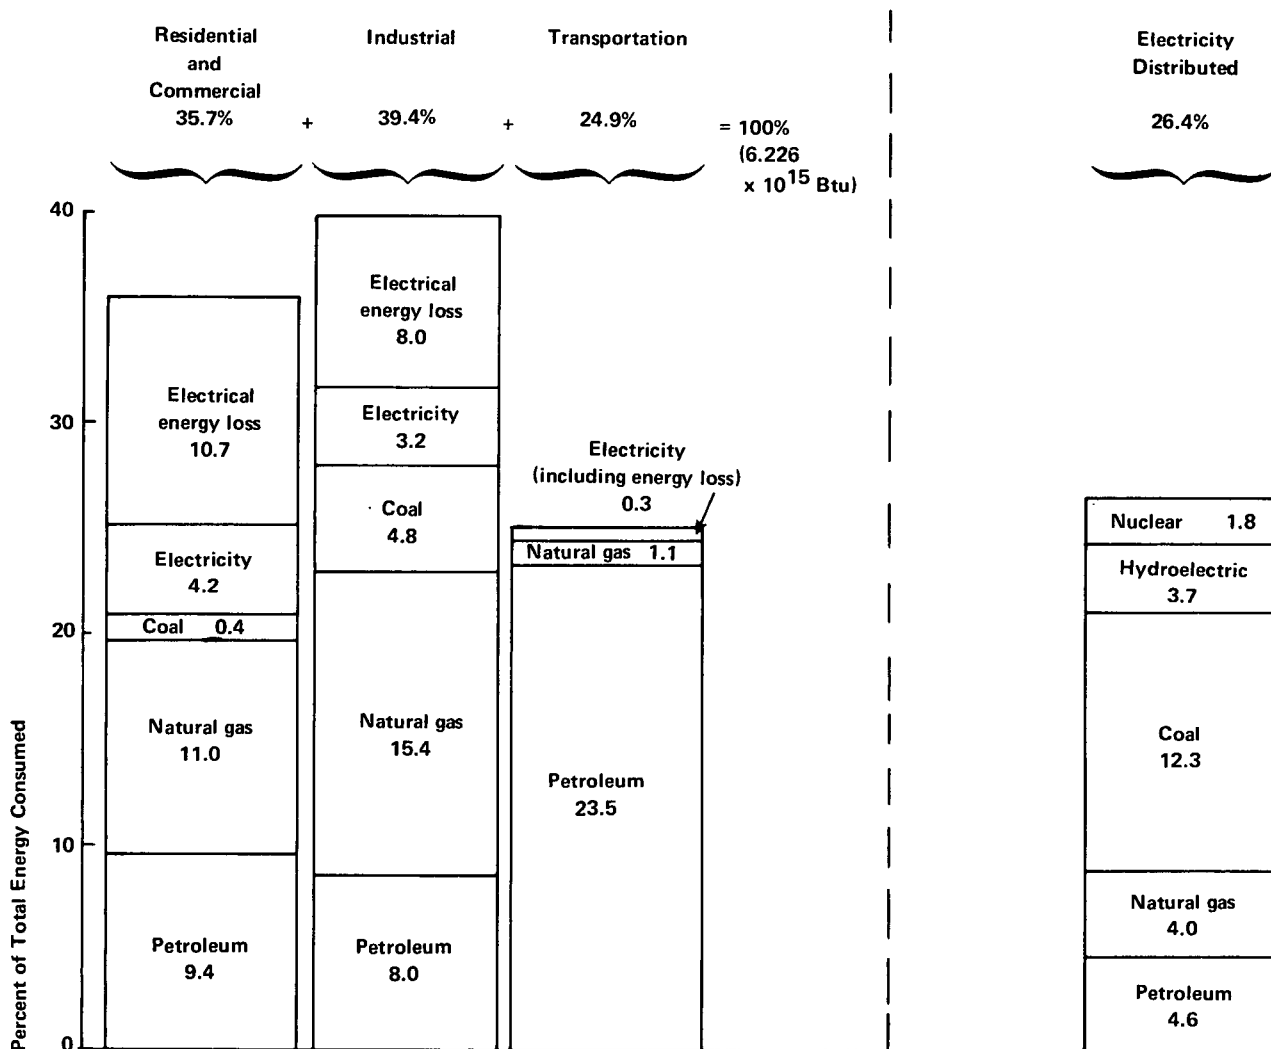 Residential
and
Commercial
35.7%
+
Industrial
39.4%
+
Transportation
24.9%
= 100%
(6.226
x 10^15 Btu)
Electricity
Distributed
26.4%
Percent of Total Energy Consumed
40
30
20
10
0
Electrical
energy loss
10.7
Electricity
4.2
Coal 0.4
Natural gas
11.0
Petroleum
9.4
Electrical
energy loss
8.0
Electricity
3.2
Coal
4.8
Natural gas
15.4
Petroleum
8.0
Electricity
(including energy loss)
0.3
Natural gas 1.1
Petroleum
23.5
Nuclear 1.8
Hydroelectric
3.7
Coal
12.3
Natural gas
4.0
Petroleum
4.6